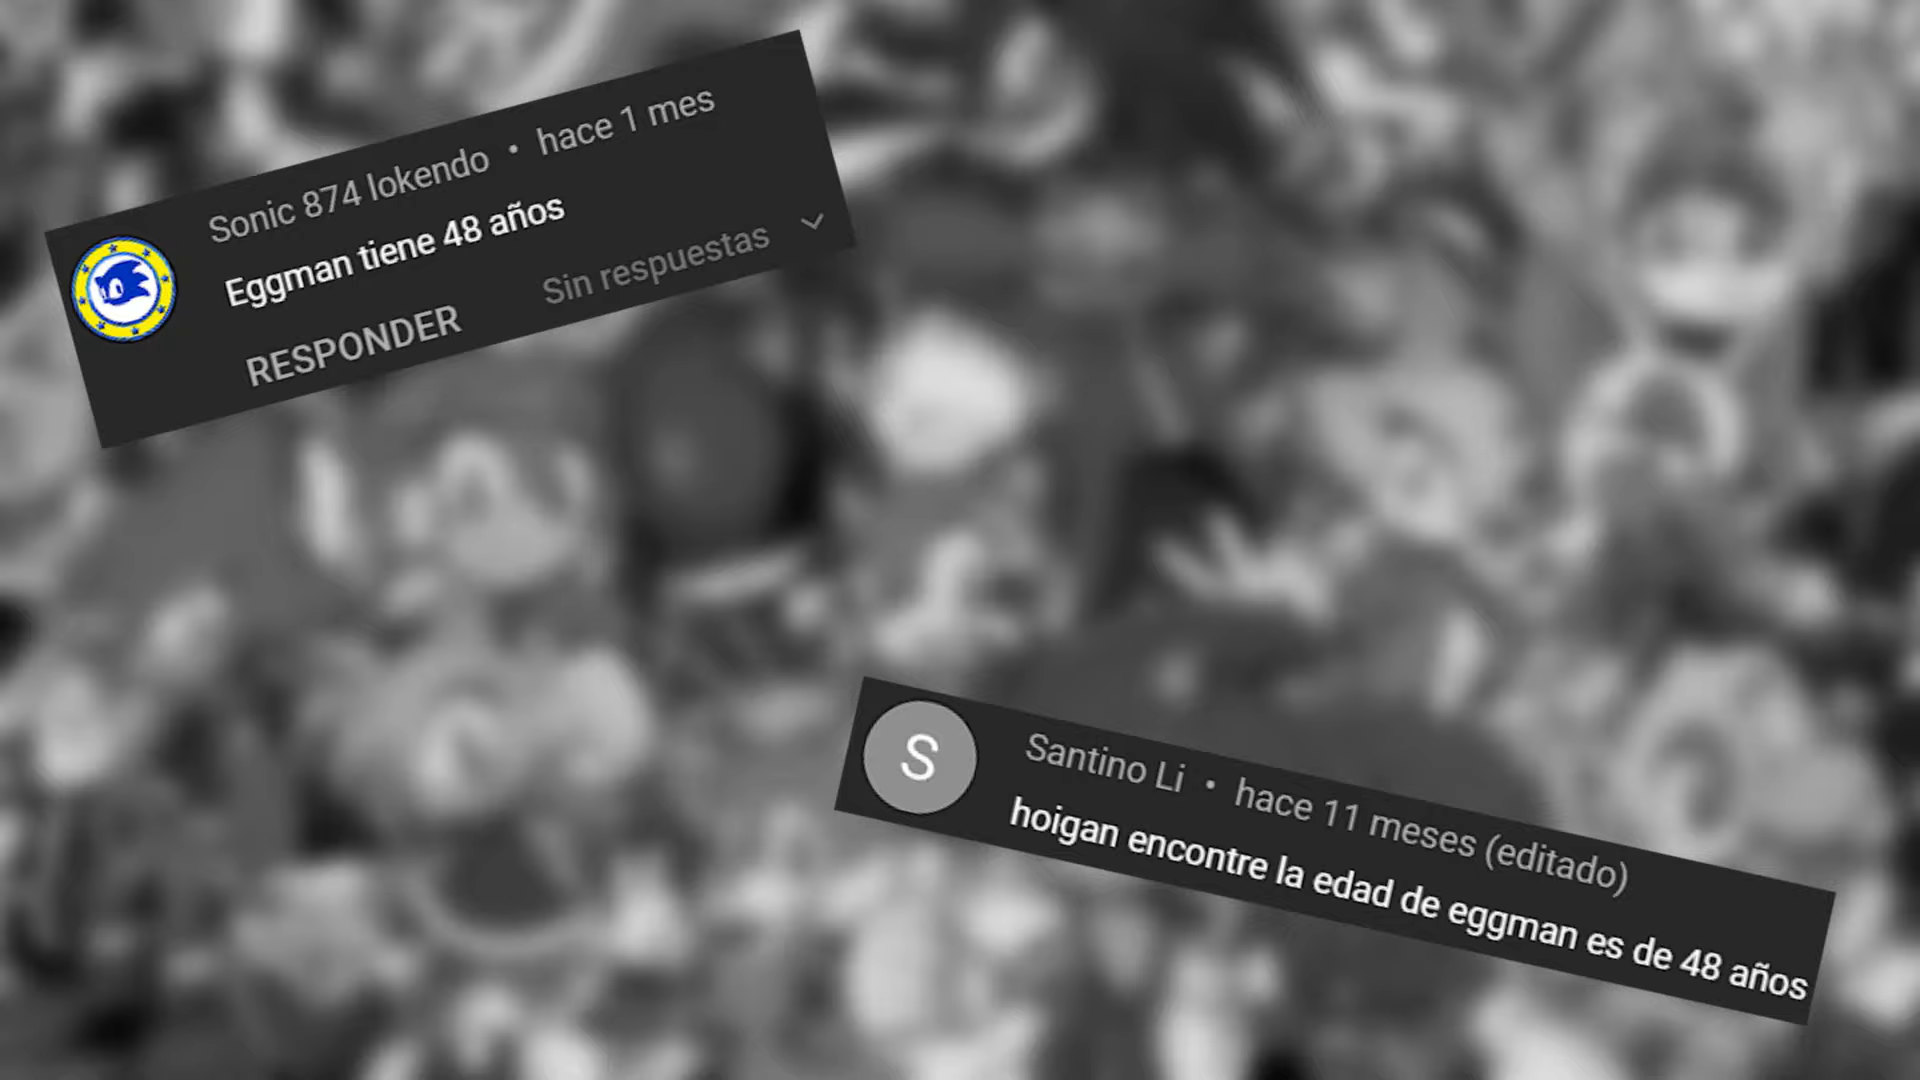 Sonic 874 lokendo • hace 1 mes
Eggman tiene 48 años
Sin respuestas
RESPONDER
S
Santino Li • hace 11 meses (editado)
hoigan encontre la edad de eggman es de 48 años